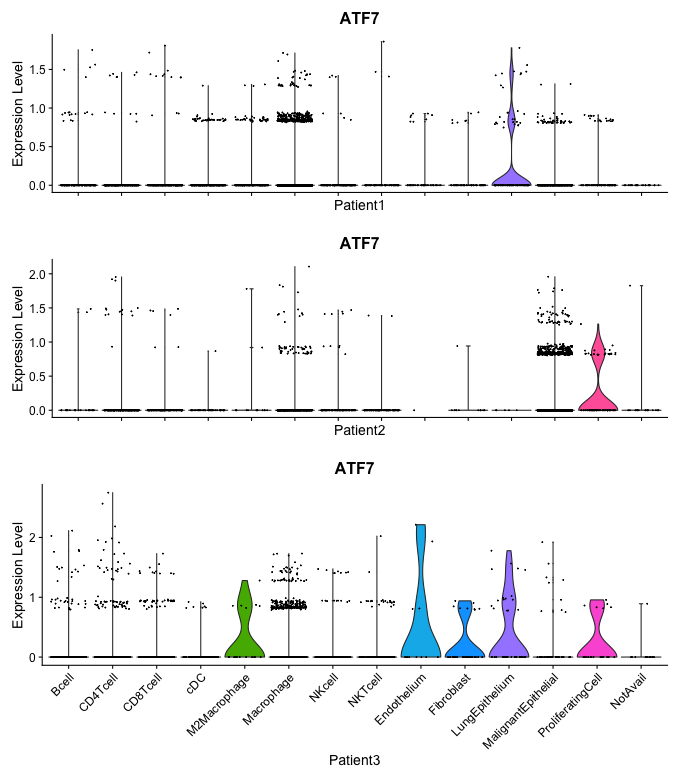 ATF7
Expression Level
1.5
1.0
0.5
0.0
Patient1
ATF7
Expression Level
2.0
1.5
1.0
0.5
0.0
Patient2
ATF7
Expression Level
2
1
0
Bcell
CD4Tcell
CD8Tcell
cDC
M2Macrophage
Macrophage
NKcell
NKTcell
Endothelium
Fibroblast
LungEpithelium
MalignantEpithelial
ProliferatingCell
NotAvail
Patient3